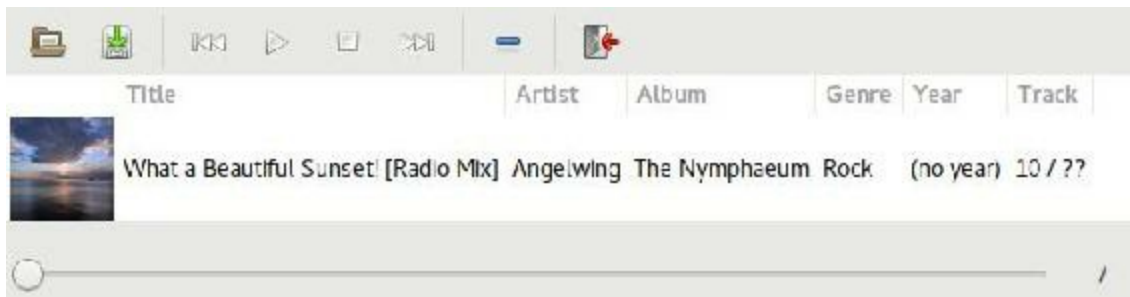 Title Artist Album Genre Year Track
What a Beautiful Sunset! [Radio Mix] Angelwing The Nymphaeum Rock (no year) 10 / ??
/